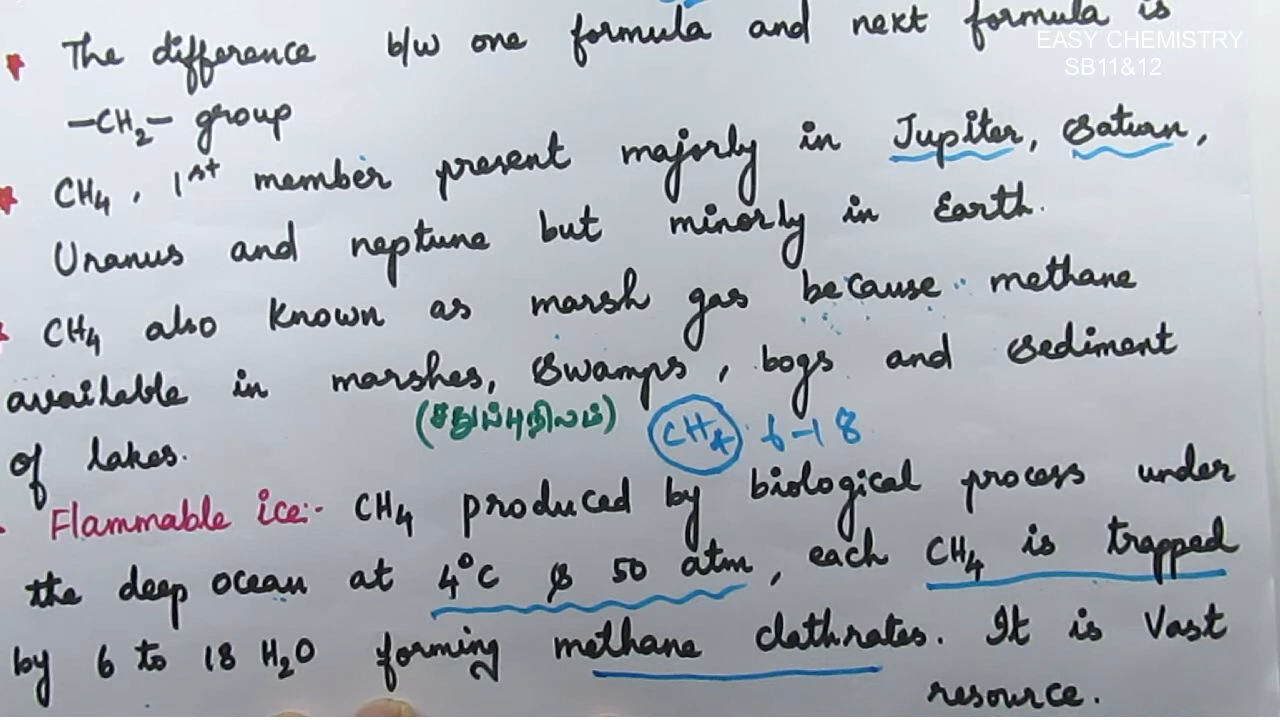 The difference b/w one formula and next formula is
EASY CHEMISTRY
SB11&12
-CH2- group
CH4, 1st member present majorly in Jupiter, Saturn,
Uranus and neptune but minorly in Earth.
CH4 also known as marsh gas because methane
available in marshes, swamps, bogs and sediment
(சதுப்புநிலம்) CH4 6-18
of lakes.
Flammable ice:- CH4 produced by biological process under
the deep ocean at 4°C & 50 atm, each CH4 is trapped
by 6 to 18 H2O forming methane clathrates. It is Vast
resource.